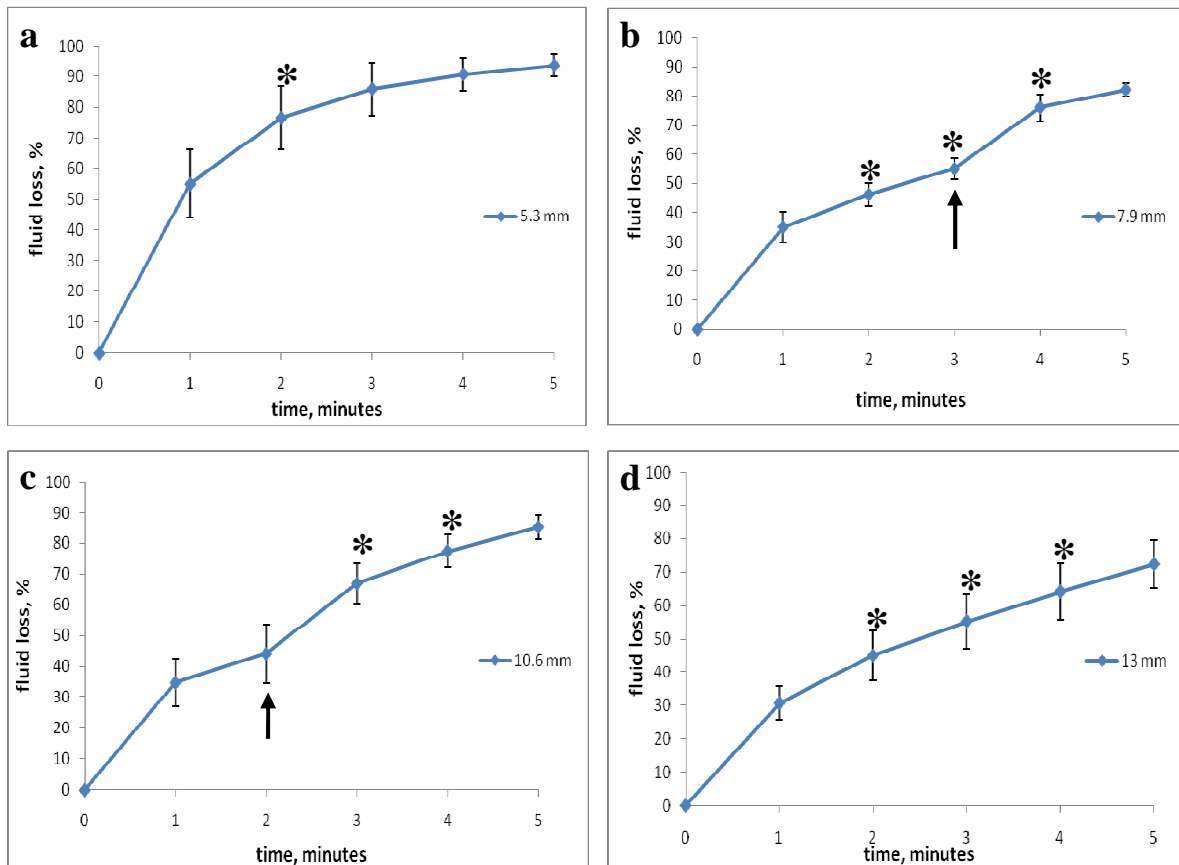 a
100
90
80
70
60
50
40
30
20
10
0
fluid loss, %
*
5.3 mm
0 1 2 3 4 5
time, minutes
b
100
90
80
70
60
50
40
30
20
10
0
fluid loss, %
* * *
7.9 mm
0 1 2 3 4 5
time, minutes
c
100
90
80
70
60
50
40
30
20
10
0
fluid loss, %
* *
10.6 mm
0 1 2 3 4 5
time, minutes
d
100
90
80
70
60
50
40
30
20
10
0
fluid loss, %
* * *
13 mm
0 1 2 3 4 5
time, minutes